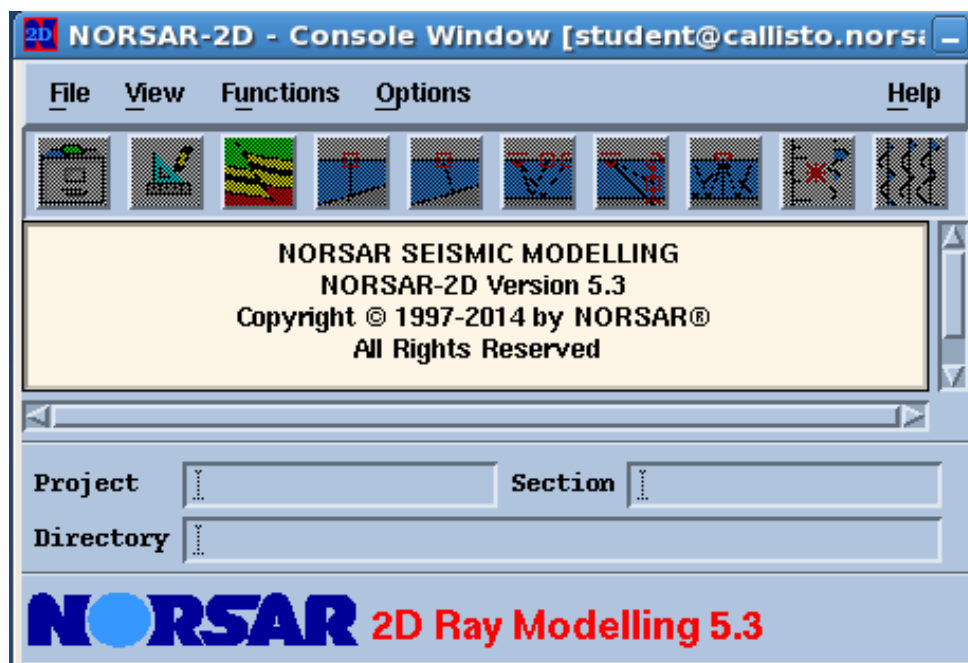 2D NORSAR-2D - Console Window [student@callisto.nors
File View Functions Options Help
NORSAR SEISMIC MODELLING
NORSAR-2D Version 5.3
Copyright © 1997-2014 by NORSAR®
All Rights Reserved
Project Section
Directory
NORSAR 2D Ray Modelling 5.3